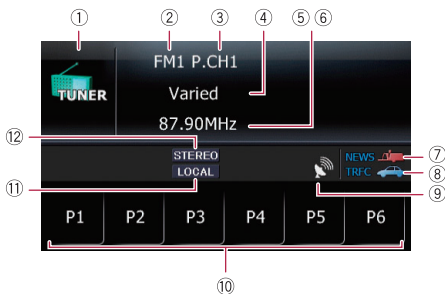 ① ② ③ ④ ⑤ ⑥
FM1 P.CH1
TUNER
Varied
87.90MHz
⑫
STEREO
NEWS ⑦
LOCAL
TRFC ⑧
⑪ ⑨
P1 P2 P3 P4 P5 P6
⑩